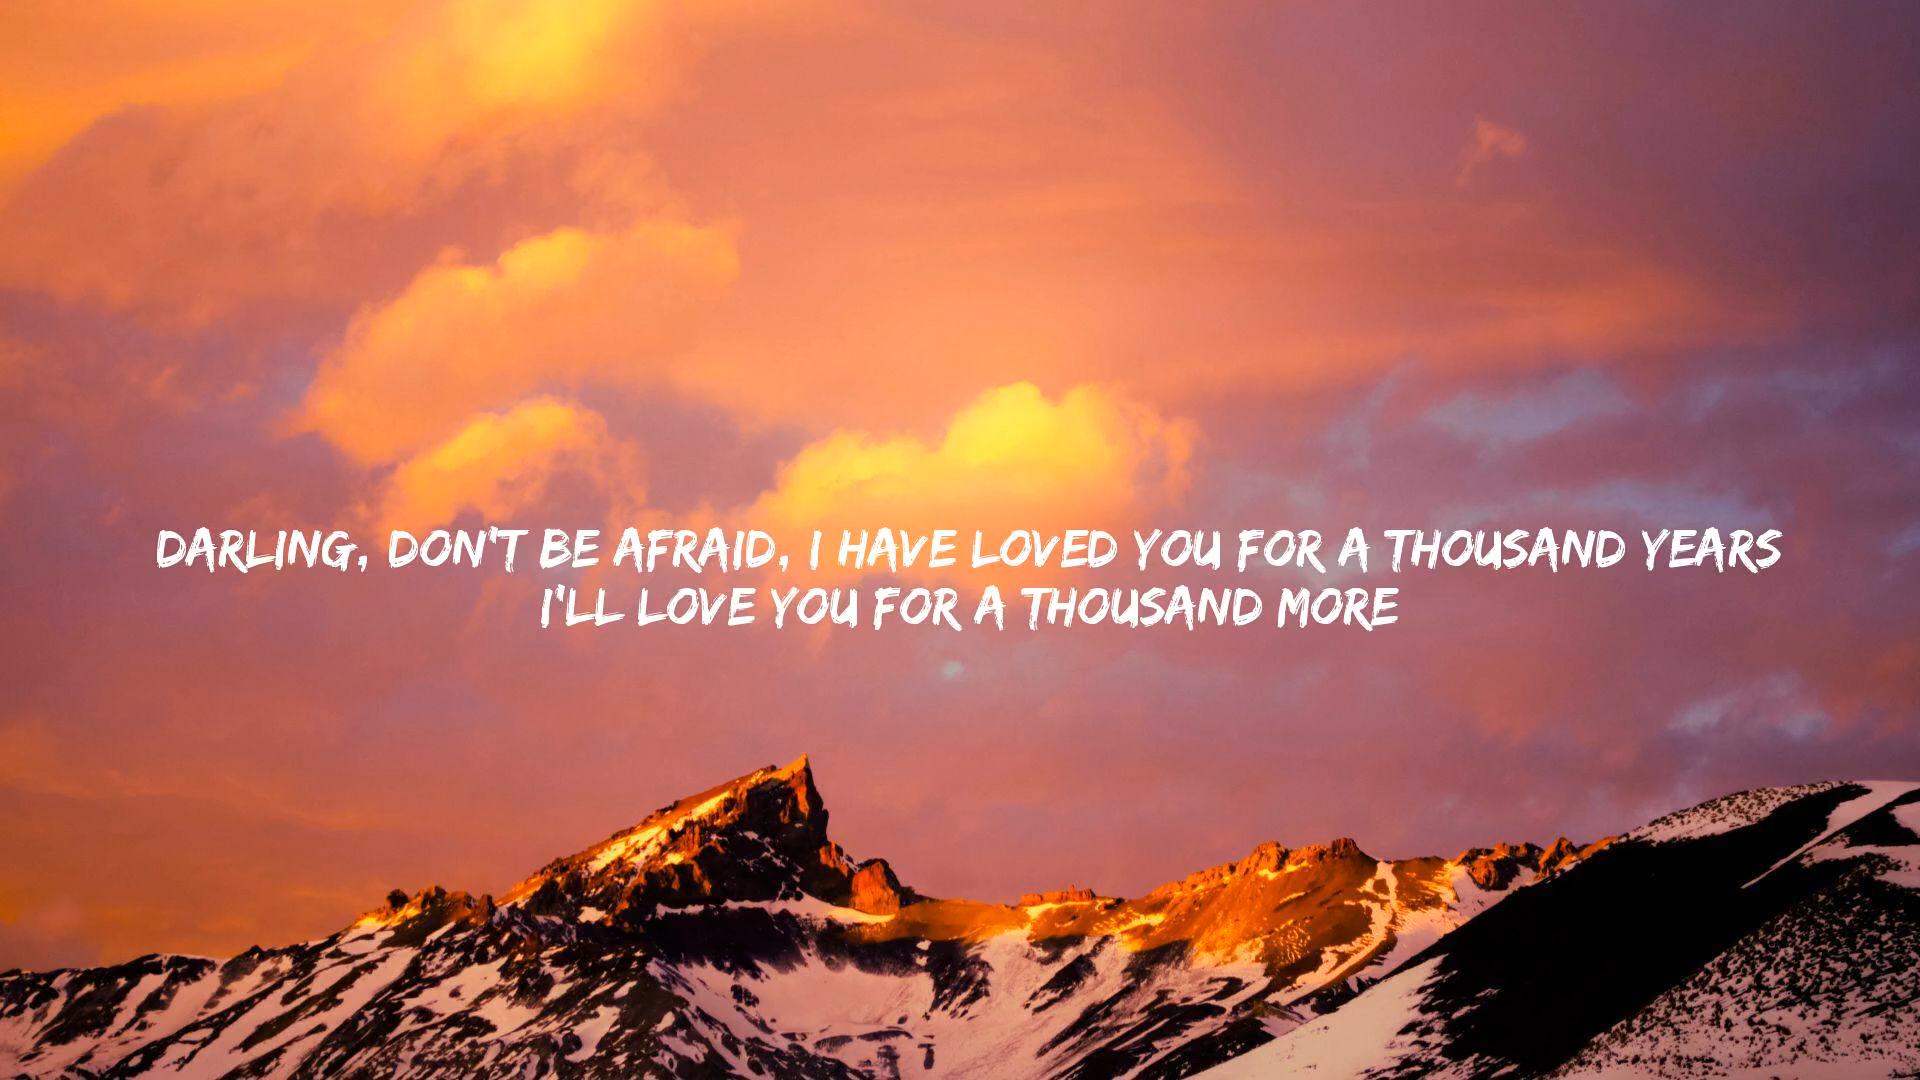 DARLING, DON'T BE AFRAID, I HAVE LOVED YOU FOR A THOUSAND YEARS
I'LL LOVE YOU FOR A THOUSAND MORE